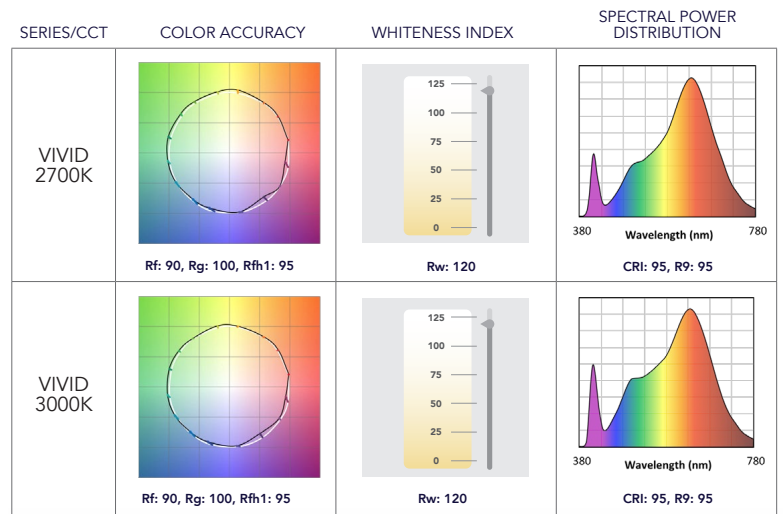 SERIES/CCT
COLOR ACCURACY
WHITENESS INDEX
SPECTRAL POWER
DISTRIBUTION
VIVID
2700K
Rf: 90, Rg: 100, Rfh1: 95
125
100
75
50
25
0
Rw: 120
380
780
Wavelength (nm)
CRI: 95, R9: 95
VIVID
3000K
Rf: 90, Rg: 100, Rfh1: 95
125
100
75
50
25
0
Rw: 120
380
780
Wavelength (nm)
CRI: 95, R9: 95